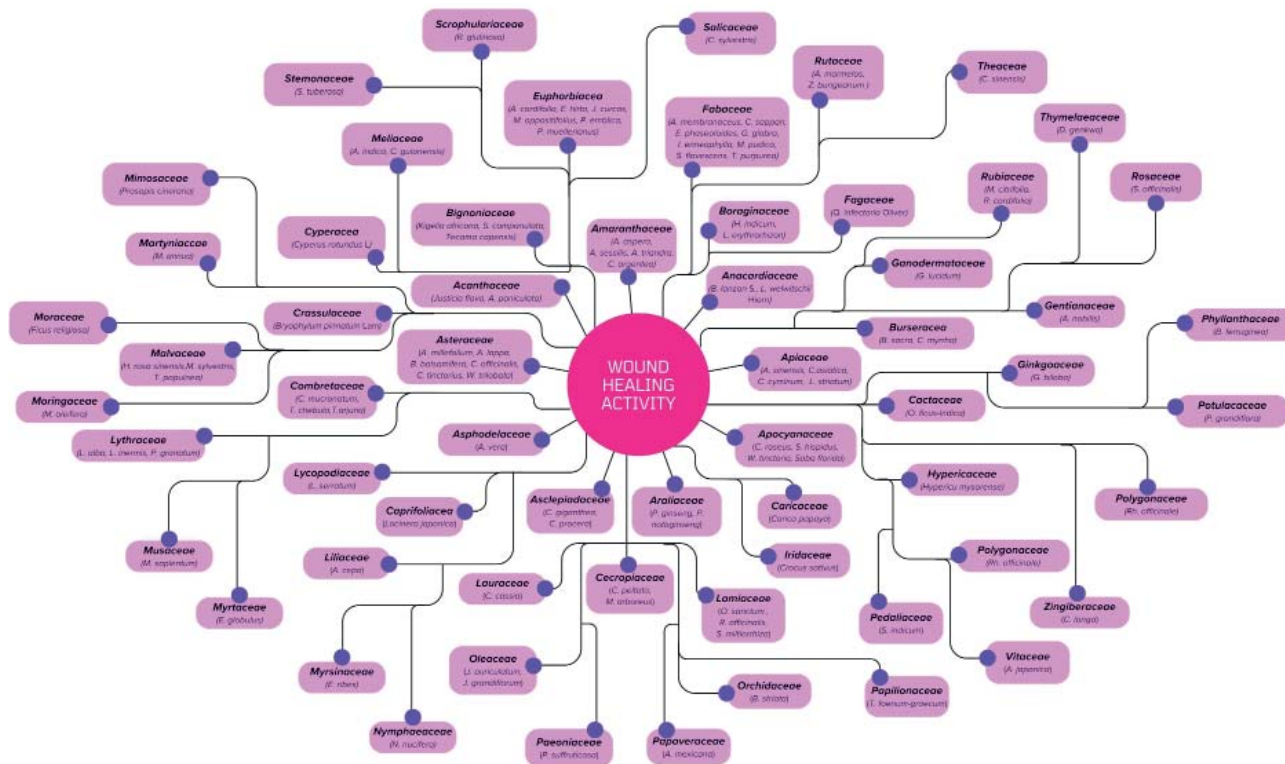 Scrophulariaceae
(R. glutinosa)
Salicaceae
(C. sylvestris)
Stemonaceae
(S. tuberosa)
Euphorbiacea
(A. cordifolia, E. hirta, J. curcas,
M. oppositifolius, P. emblica,
P. muellerianus)
Rutaceae
(A. marmelos,
Z. bungeanum )
Theaceae
(C. sinensis)
Meliaceae
(A. indica, C. guianensis)
Fabaceae
(A. membranaceus, C. sappan,
E. phaseoloides, G. glabra,
I. enneaphylla, M. pudica,
S. flavescens, T. purpurea)
Thymelaeaceae
(D. genkwa)
Mimosaceae
(Prosopis cineraria)
Bignoniaceae
(Kigelia africana, S. campanulata,
Tecoma capensis)
Amaranthaceae
(A. aspera,
A. sessilis, A. triandra,
C. argentea)
Boraginaceae
(H. indicum,
L. erythrorhizon)
Fagaceae
(Q. infectoria Oliver)
Rubiaceae
(M. citrifolia,
R. cordifolia)
Rosaceae
(S. officinalis)
Cyperacea
(Cyperus rotundus L)
Martyniaccae
(M. annua)
Acanthaceae
(Justicia flava, A. paniculata)
Anacardiaceae
(B. lanzan S., L. welwitschii
Hiern)
Ganodermataceae
(G. lucidum)
Moraceae
(Ficus religiosa)
Crassulaceae
(Bryophylum pinnatum Lam)
Gentianaceae
(A. nobilis)
Phyllanthaceae
(B. ferruginea)
Malvaceae
(H. rosa sinensis,M. sylvestris,
T. populnea)
Asteraceae
(A. millefolium, A. lappa,
B. balsamifera, C. officinalis,
C. tinctorius, W. trilobata)
WOUND
HEALING
ACTIVITY
Burseracea
(B. sacra, C. myrrha)
Apiaceae
(A. sinensis, C.asiatica,
C. cyminum, L. striatum)
Ginkgoaceae
(G. biloba)
Moringaceae
(M. oleifera)
Combretaceae
(C. mucronatum,
T. chebula,T.arjuna)
Cactaceae
(O. ficus-indica)
Potulacaceae
(P. grandiflora)
Lythraceae
(L. alba, L. inennis, P. granatum)
Asphodelaceae
(A. vera)
Apocyanaceae
(C. roseus, S. hispidus,
W. tinctoria, Saba florida)
Lycopodiaceae
(L. serratum)
Hypericaceae
(Hypericu mysorense)
Polygonaceae
(Rh. officinale)
Caprifoliacea
(Locinera japonica)
Asclepiadaceae
(C. giganthea,
C. procera)
Araliaceae
(P. ginseng, P.
notoginseng)
Caricaceae
(Carica papaya)
Musaceae
(M. sapientum)
Liliaceae
(A. cepa)
Iridaceae
(Crocus sativus)
Polygonaceae
(Rh. officinale)
Lauraceae
(C. cassia)
Cecropiaceae
(C. peltata,
M. arboreus)
Lamiaceae
(O. sanctum ,
R. officinalis
S. miltiorrhiza)
Myrtaceae
(E. globulus)
Pedaliaceae
(S. indicum)
Zingiberaceae
(C. longa)
Myrsinaceae
(E. ribes)
Oleaceae
(J. auriculatum,
J. grandiflorum)
Vitaceae
(A. japonica)
Orchidaceae
(B. striata)
Papilionaceae
(T. foenum-graecum)
Nymphaeaceae
(N. nucifera)
Paeoniaceae
(P. suffruticosa)
Papaveraceae
(A. mexicana)